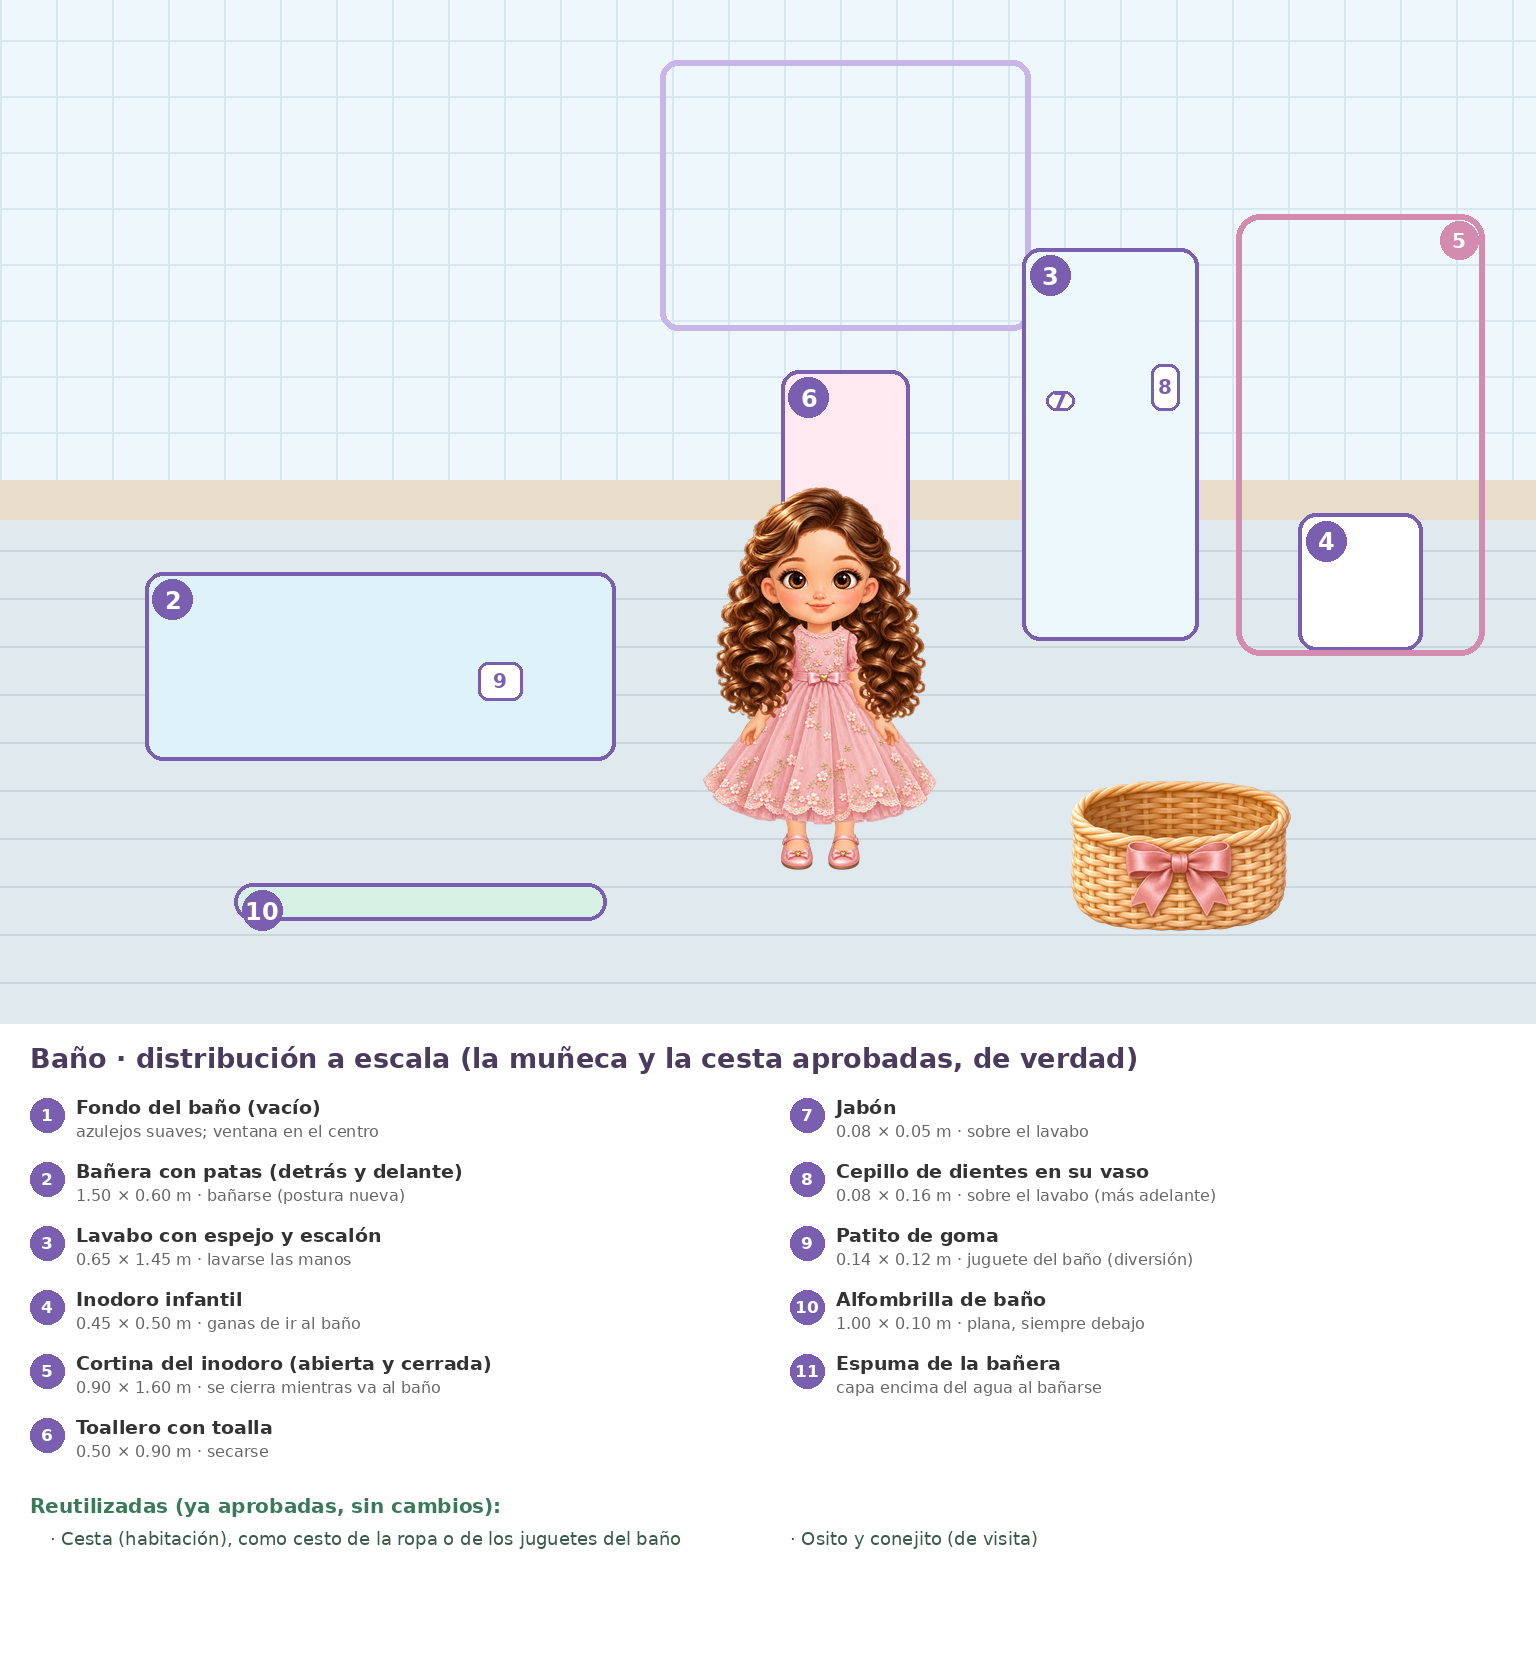 5
3
8
7
6
4
2
9
10
Baño · distribución a escala (la muñeca y la cesta aprobadas, de verdad)
1 Fondo del baño (vacío)
azulejos suaves; ventana en el centro
2 Bañera con patas (detrás y delante)
1.50 × 0.60 m · bañarse (postura nueva)
3 Lavabo con espejo y escalón
0.65 × 1.45 m · lavarse las manos
4 Inodoro infantil
0.45 × 0.50 m · ganas de ir al baño
5 Cortina del inodoro (abierta y cerrada)
0.90 × 1.60 m · se cierra mientras va al baño
6 Toallero con toalla
0.50 × 0.90 m · secarse
7 Jabón
0.08 × 0.05 m · sobre el lavabo
8 Cepillo de dientes en su vaso
0.08 × 0.16 m · sobre el lavabo (más adelante)
9 Patito de goma
0.14 × 0.12 m · juguete del baño (diversión)
10 Alfombrilla de baño
1.00 × 0.10 m · plana, siempre debajo
11 Espuma de la bañera
capa encima del agua al bañarse
Reutilizadas (ya aprobadas, sin cambios):
· Cesta (habitación), como cesto de la ropa o de los juguetes del baño
· Osito y conejito (de visita)